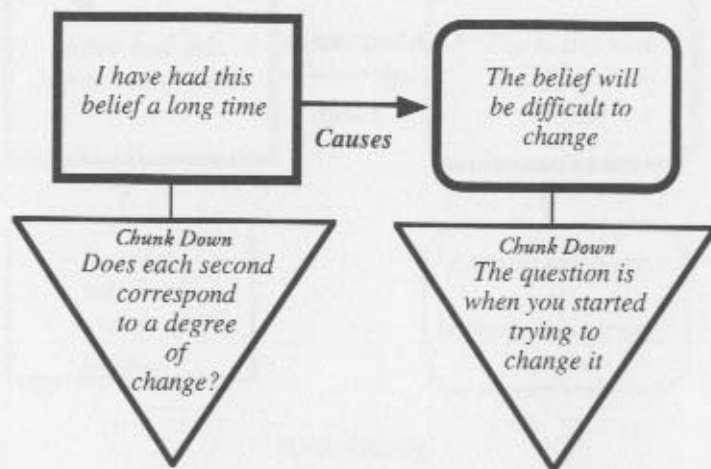 I have had this
belief a long time
Causes
The belief will
be difficult to
change
Chunk Down
Does each second
correspond
to a degree
of
change?
Chunk Down
The question is
when you started
trying to
change it